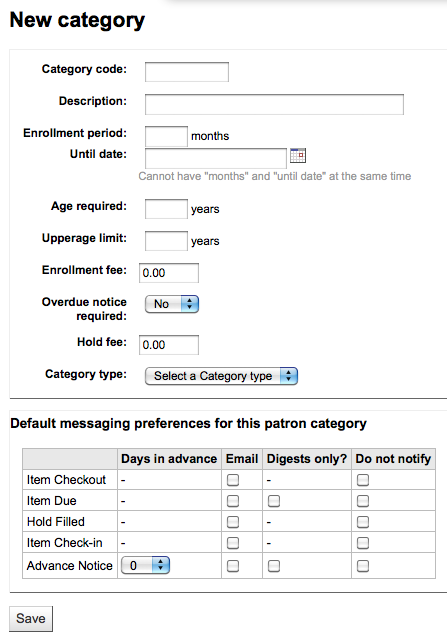 New category
Category code:
Description:
Enrollment period: months
Until date:
Cannot have "months" and "until date" at the same time
Age required: years
Upperage limit: years
Enrollment fee: 0.00
Overdue notice required: No
Hold fee: 0.00
Category type: Select a Category type
Default messaging preferences for this patron category
Days in advance Email Digests only? Do not notify
Item Checkout - -
Item Due -
Hold Filled - -
Item Check-in - -
Advance Notice 0
Save